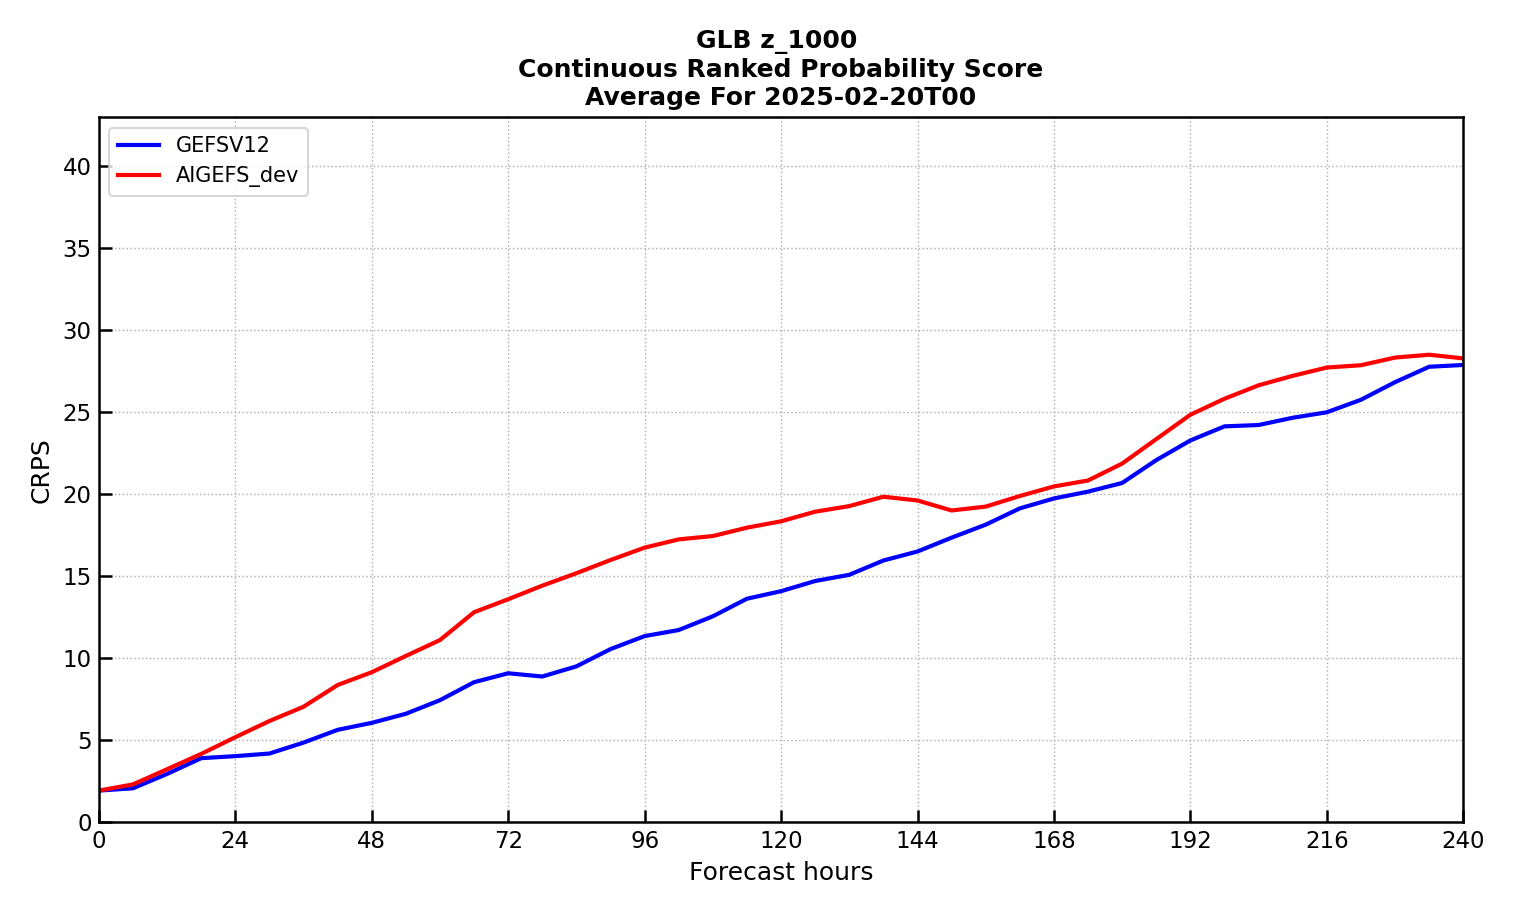 GLB z_1000
Continuous Ranked Probability Score
Average For 2025-02-20T00
GEFSV12
AIGEFS_dev
40
35
30
25
20
15
10
5
0
CRPS
0 24 48 72 96 120 144 168 192 216 240
Forecast hours